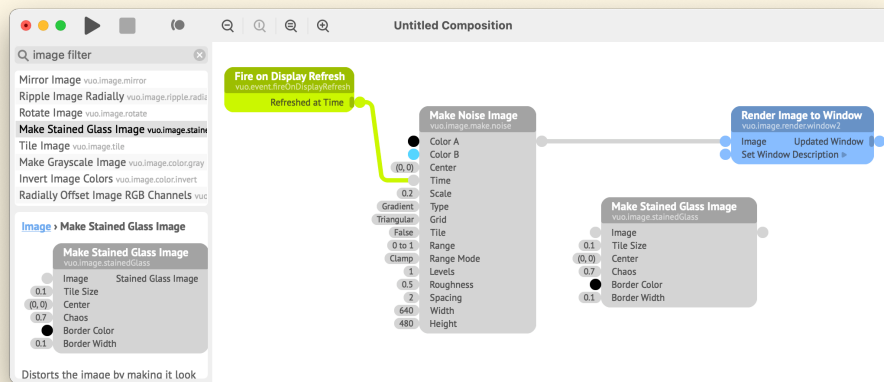 Untitled Composition
image filter
Mirror Image vuo.image.mirror
Ripple Image Radially vuo.image.ripple.radia
Rotate Image vuo.image.rotate
Make Stained Glass Image vuo.image.staine
Tile Image vuo.image.tile
Make Grayscale Image vuo.image.color.gray
Invert Image Colors vuo.image.color.invert
Radially Offset Image RGB Channels vuo
Image › Make Stained Glass Image
Make Stained Glass Image
vuo.image.stainedGlass
Image Stained Glass Image
0.1 Tile Size
(0, 0) Center
0.7 Chaos
Border Color
0.1 Border Width
Distorts the image by making it look
Fire on Display Refresh
vuo.event.fireOnDisplayRefresh
Refreshed at Time
Make Noise Image
vuo.image.make.noise
Color A
Color B
(0, 0) Center
Time
0.2 Scale
Gradient Type
Triangular Grid
False Tile
0 to 1 Range
Clamp Range Mode
1 Levels
0.5 Roughness
2 Spacing
640 Width
480 Height
Make Stained Glass Image
vuo.image.stainedGlass
Image
0.1 Tile Size
(0, 0) Center
0.7 Chaos
Border Color
0.1 Border Width
Render Image to Window
vuo.image.render.window2
Image Updated Window
Set Window Description